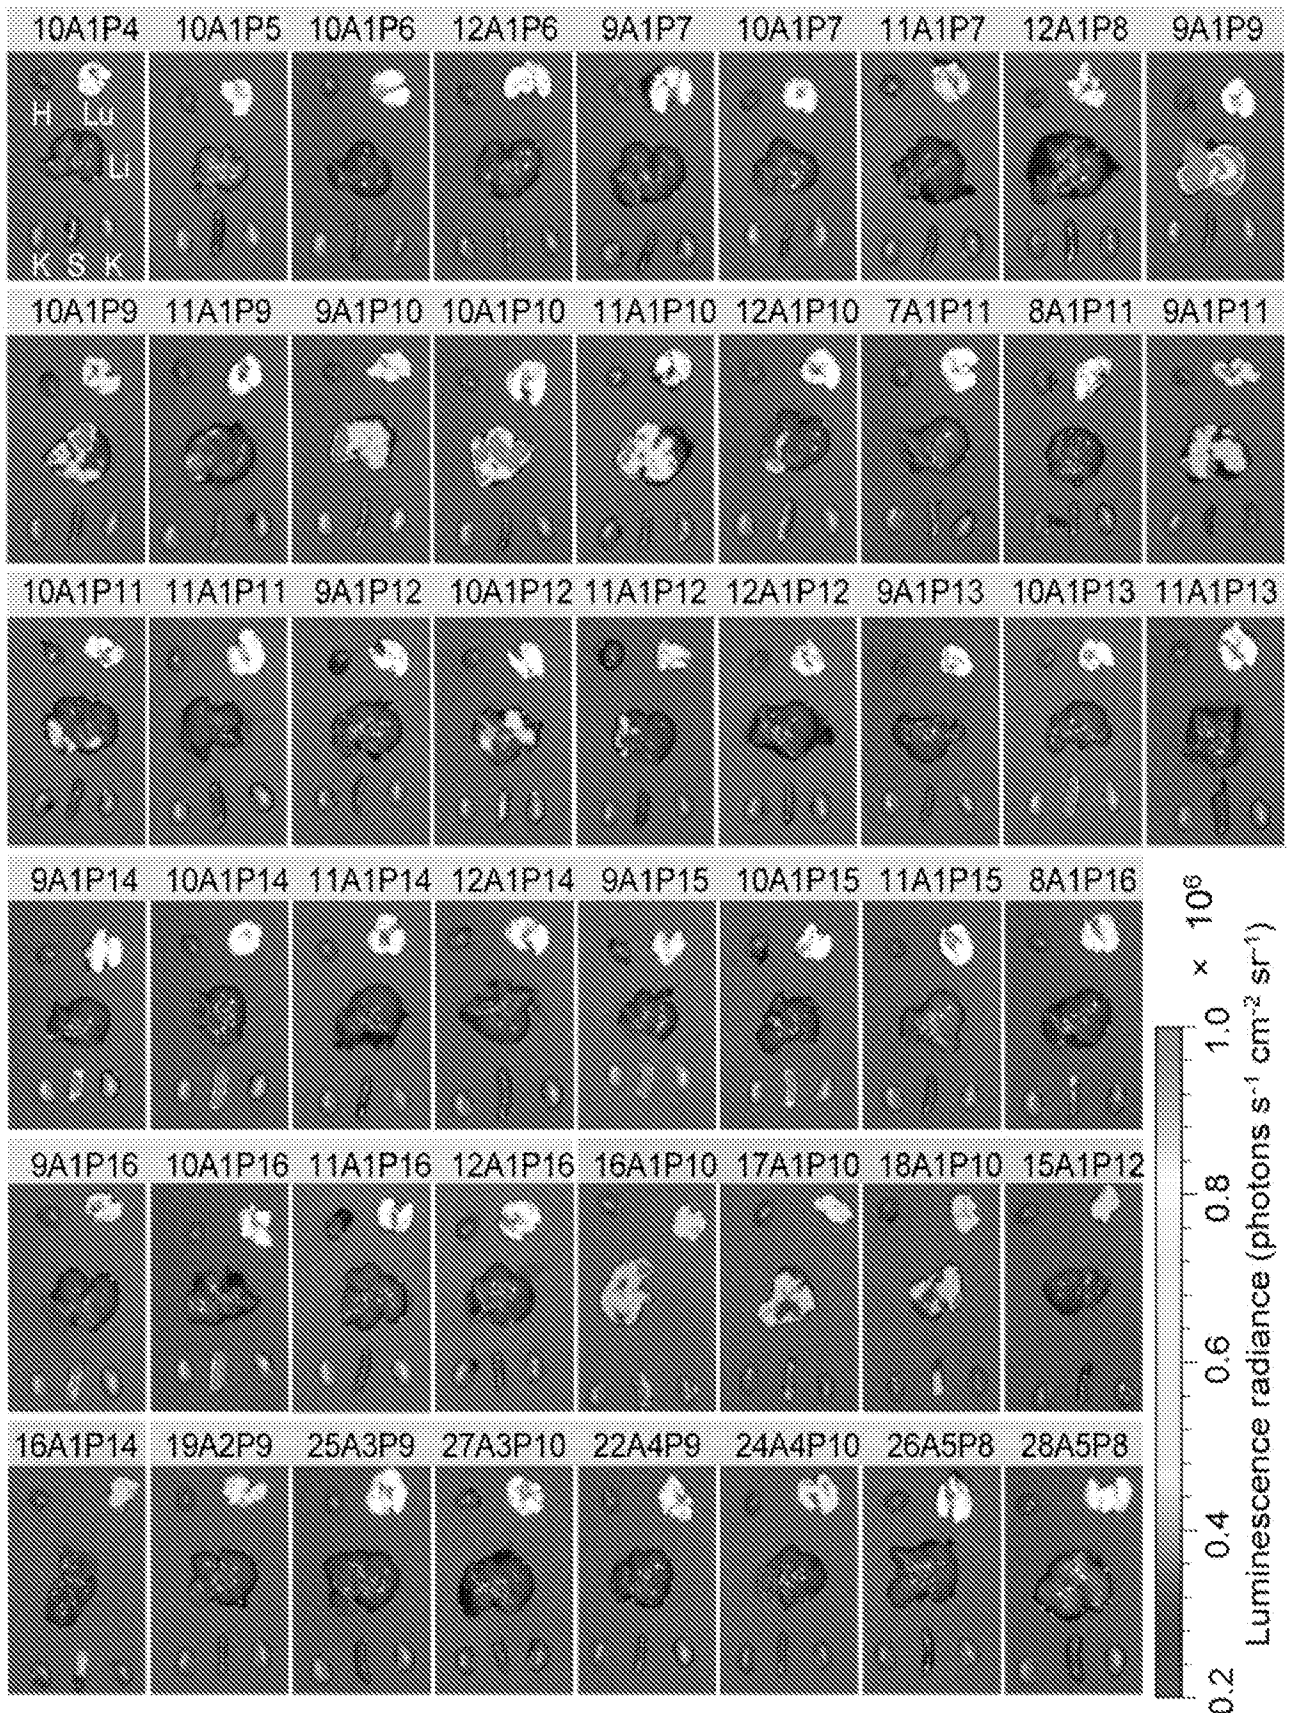 10A1P4 10A1P5 10A1P6 12A1P6 9A1P7 10A1P7 11A1P7 12A1P8 9A1P9
H Lu
Li
K S K
10A1P9 11A1P9 9A1P10 10A1P10 11A1P10 12A1P10 7A1P11 8A1P11 9A1P11
10A1P11 11A1P11 9A1P12 10A1P12 11A1P12 12A1P12 9A1P13 10A1P13 11A1P13
9A1P14 10A1P14 11A1P14 12A1P14 9A1P15 10A1P15 11A1P15 8A1P16
9A1P16 10A1P16 11A1P16 12A1P16 16A1P10 17A1P10 18A1P10 15A1P12
16A1P14 19A2P9 25A3P9 27A3P10 22A4P9 24A4P10 26A5P8 28A5P8
0.2 0.4 0.6 0.8 1.0 × 10⁶
Luminescence radiance (photons s⁻¹ cm⁻² sr⁻¹)